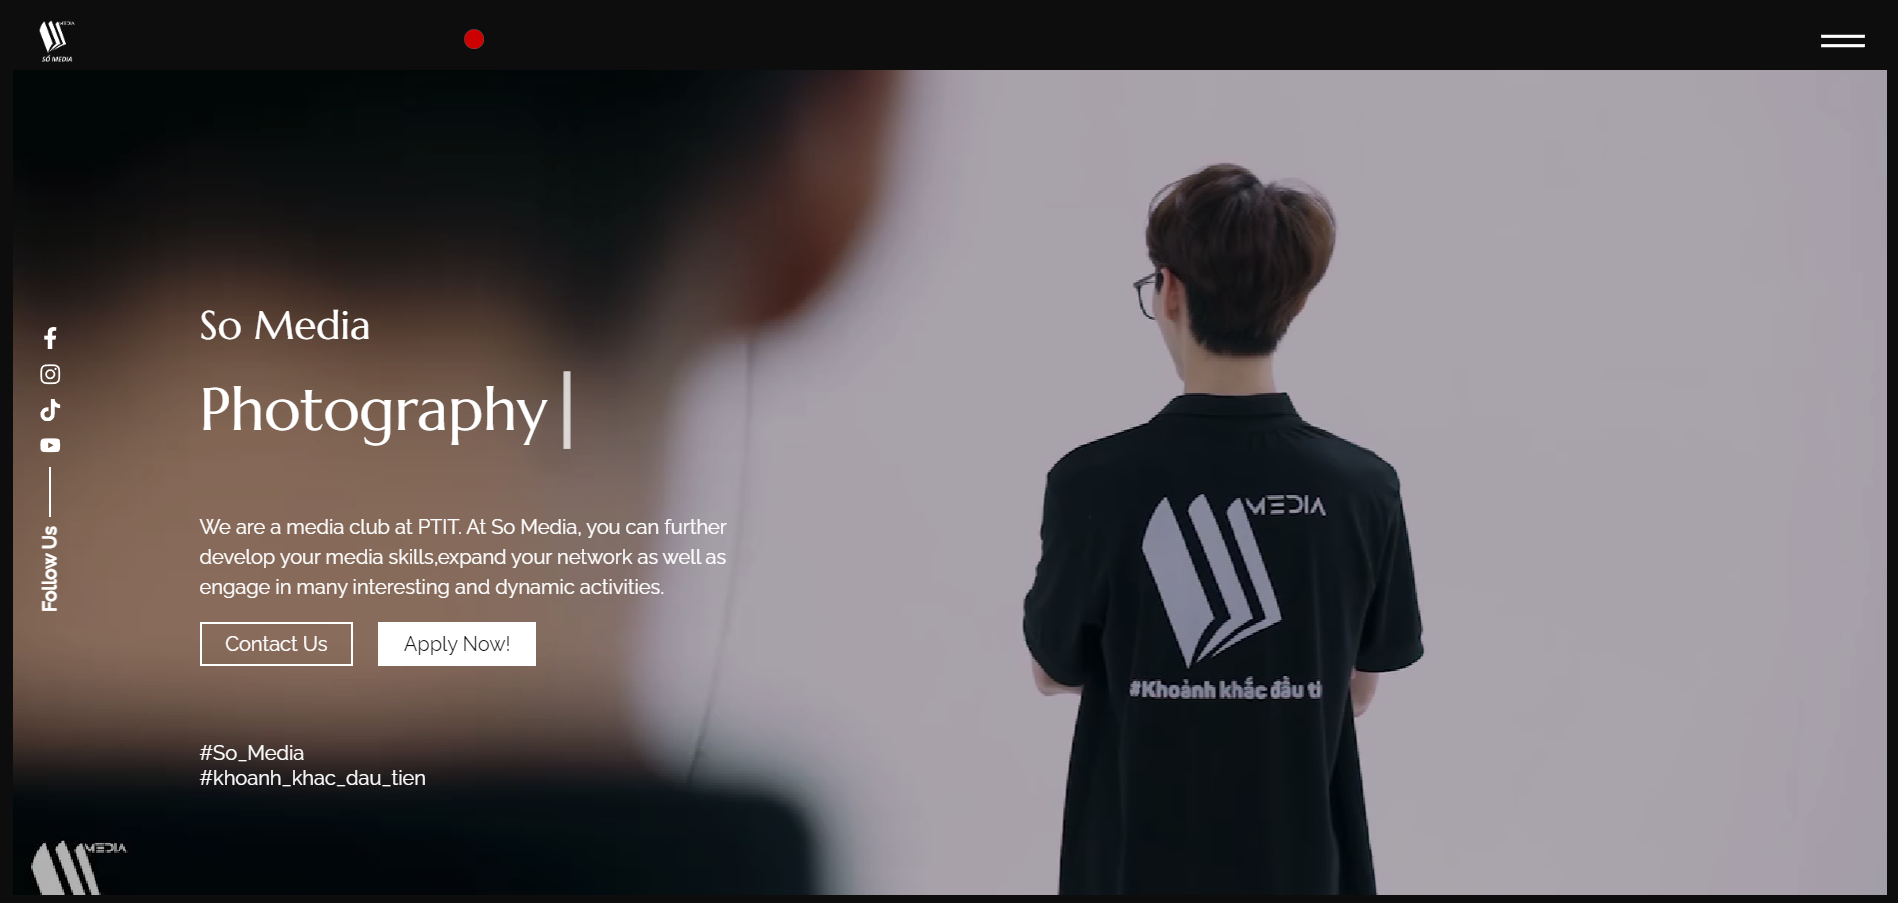 MEDIA
SỐ MEDIA
So Media
Photography
We are a media club at PTIT. At So Media, you can further
develop your media skills,expand your network as well as
engage in many interesting and dynamic activities.
Contact Us
Apply Now!
Follow Us
#So_Media
#khoanh_khac_dau_tien
MEDIA
#Khoảnh khắc đầu ti
MEDIA